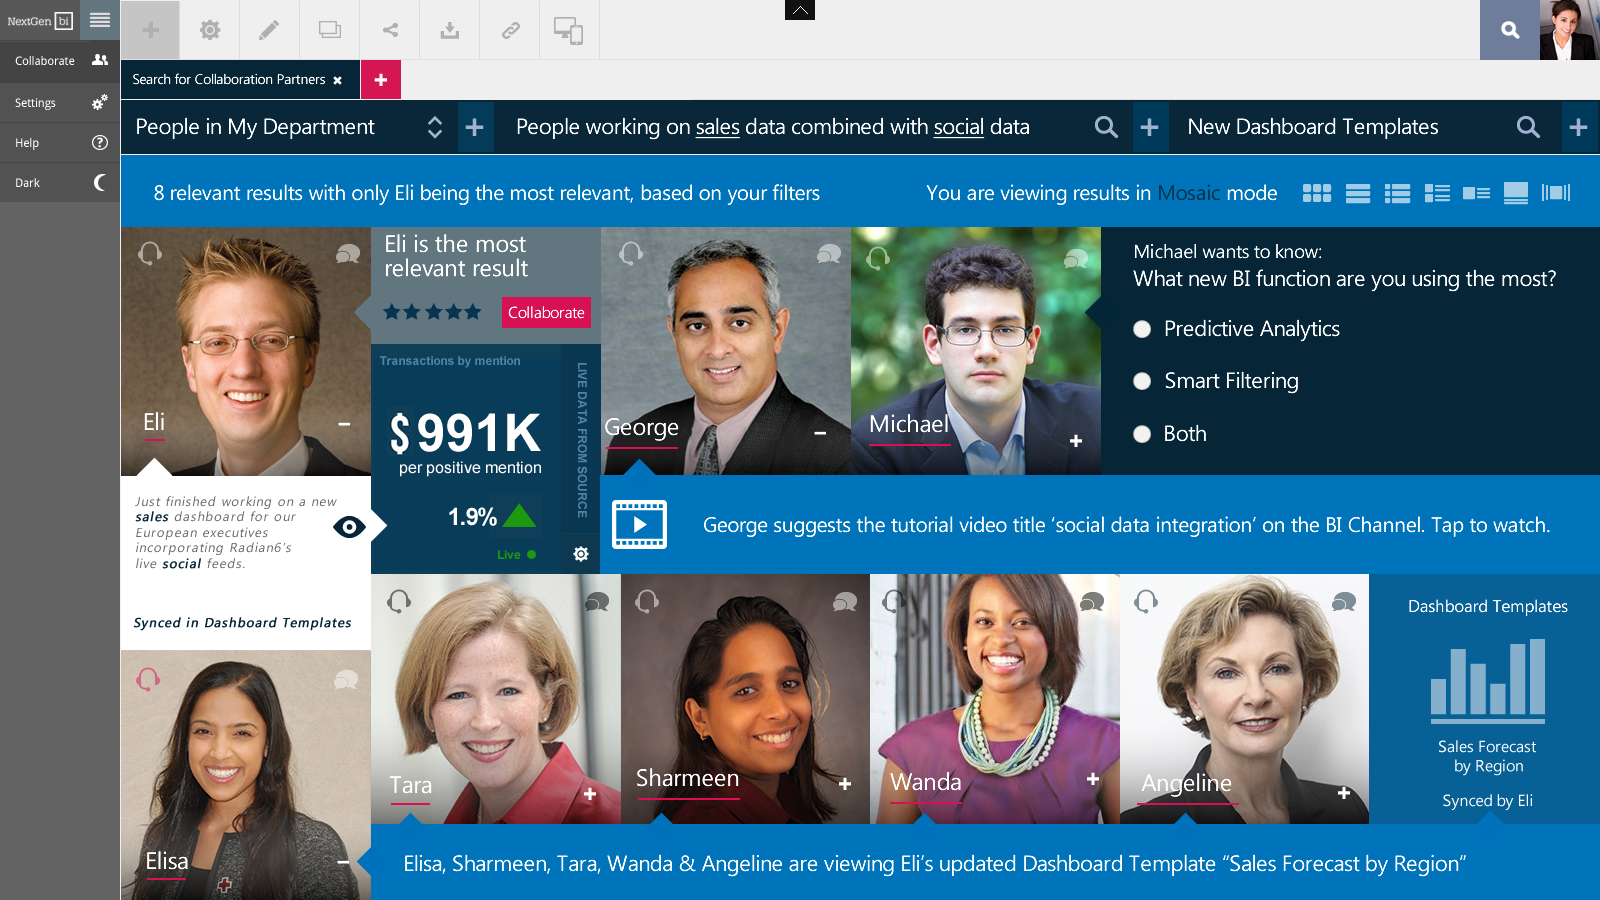 NextGen bi
Collaborate
Settings
Help
Dark
Search for Collaboration Partners
People in My Department
People working on sales data combined with social data
New Dashboard Templates
8 relevant results with only Eli being the most relevant, based on your filters
You are viewing results in Mosaic mode
Eli
Eli is the most
relevant result
Collaborate
Transactions by mention
$991K
per positive mention
1.9%
Live
LIVE DATA FROM SOURCE
George
Michael
Michael wants to know:
What new BI function are you using the most?
Predictive Analytics
Smart Filtering
Both
Just finished working on a new
sales dashboard for our
European executives
incorporating Radian6's
live social feeds.
Synced in Dashboard Templates
George suggests the tutorial video title ‘social data integration’ on the BI Channel. Tap to watch.
Elisa
Tara
Sharmeen
Wanda
Angeline
Dashboard Templates
Sales Forecast
by Region
Synced by Eli
Elisa, Sharmeen, Tara, Wanda & Angeline are viewing Eli’s updated Dashboard Template “Sales Forecast by Region”